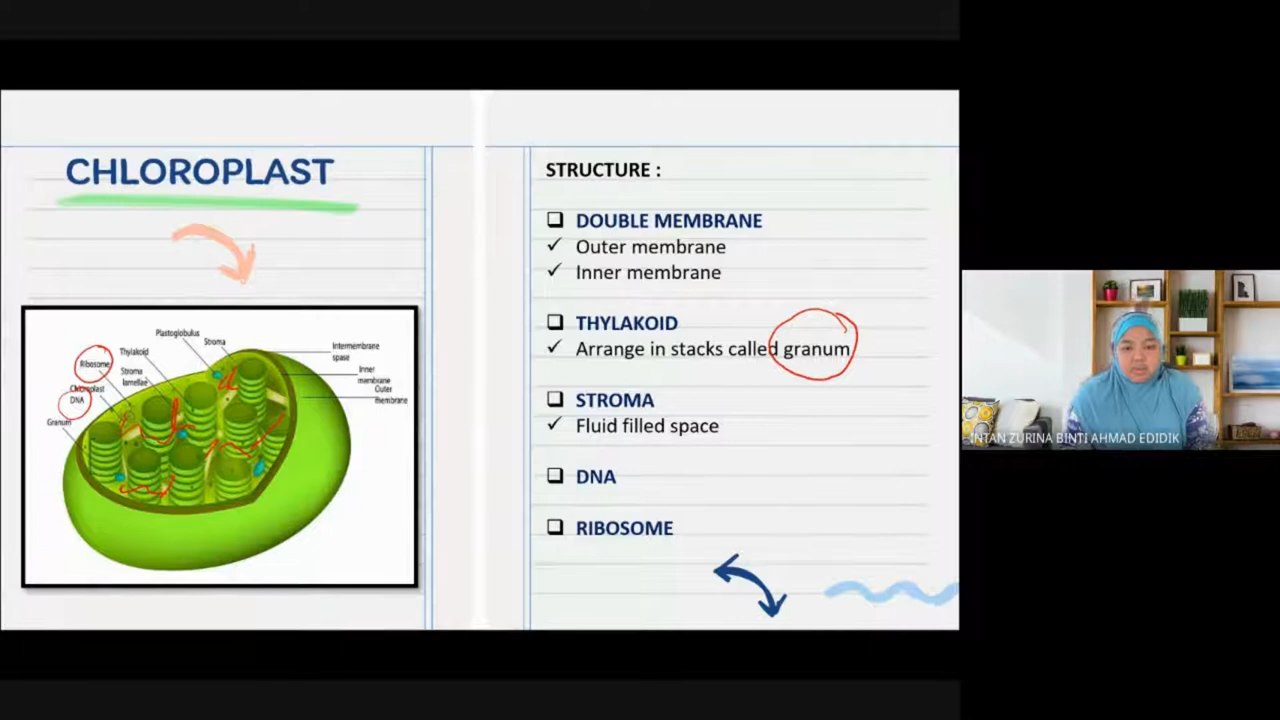 CHLOROPLAST
Plastoglobulus
Stroma
Thylakoid
Ribosome
Stroma
lamellae
Chloroplast
DNA
Granum
Intermembrane
spase
Inner
membrane
Outer
membrane
STRUCTURE :
DOUBLE MEMBRANE
Outer membrane
Inner membrane
THYLAKOID
Arrange in stacks called granum
STROMA
Fluid filled space
DNA
RIBOSOME
INTAN ZURINA BINTI AHMAD EDIDIK